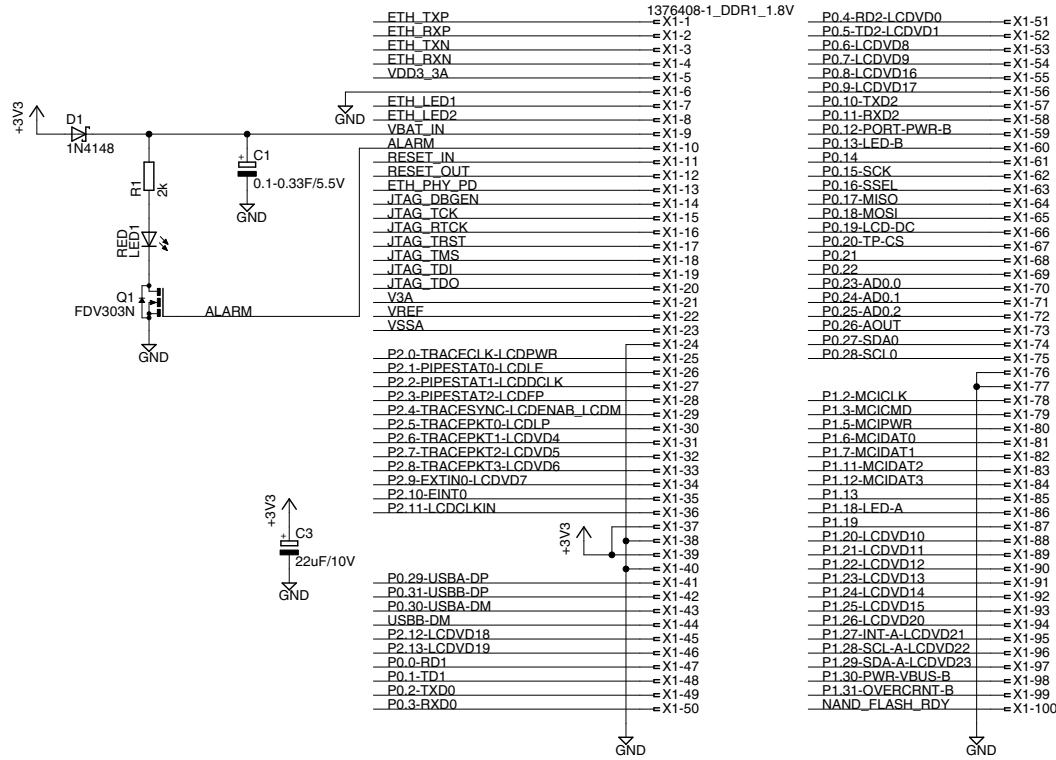 1376408-1_DDR1_1.8V
ETH_TXP X1-1
ETH_RXP X1-2
ETH_TXN X1-3
ETH_RXN X1-4
VDD3_3A X1-5
X1-6
GND
ETH_LED1 X1-7
ETH_LED2 X1-8
VBAT_IN X1-9
ALARM X1-10
RESET_IN X1-11
RESET_OUT X1-12
ETH_PHY_PD X1-13
JTAG_DBGEN X1-14
JTAG_TCK X1-15
JTAG_RTCK X1-16
JTAG_TRST X1-17
JTAG_TMS X1-18
JTAG_TDI X1-19
JTAG_TDO X1-20
V3A X1-21
VREF X1-22
VSSA X1-23
X1-24
P2.0-TRACECLK-LCDPWR X1-25
P2.1-PIPESTAT0-LCDLE X1-26
P2.2-PIPESTAT1-LCDDCLK X1-27
P2.3-PIPESTAT2-LCDFP X1-28
P2.4-TRACESYNC-LCDENAB_LCDM X1-29
P2.5-TRACEPKT0-LCDLP X1-30
P2.6-TRACEPKT1-LCDVD4 X1-31
P2.7-TRACEPKT2-LCDVD5 X1-32
P2.8-TRACEPKT3-LCDVD6 X1-33
P2.9-EXTIN0-LCDVD7 X1-34
P2.10-EINT0 X1-35
P2.11-LCDCLKIN X1-36
X1-37
X1-38
+3V3
X1-39
X1-40
P0.29-USBA-DP X1-41
P0.31-USBB-DP X1-42
P0.30-USBA-DM X1-43
USBB-DM X1-44
P2.12-LCDVD18 X1-45
P2.13-LCDVD19 X1-46
P0.0-RD1 X1-47
P0.1-TD1 X1-48
P0.2-TXD0 X1-49
P0.3-RXD0 X1-50
GND
P0.4-RD2-LCDVD0 X1-51
P0.5-TD2-LCDVD1 X1-52
P0.6-LCDVD8 X1-53
P0.7-LCDVD9 X1-54
P0.8-LCDVD16 X1-55
P0.9-LCDVD17 X1-56
P0.10-TXD2 X1-57
P0.11-RXD2 X1-58
P0.12-PORT-PWR-B X1-59
P0.13-LED-B X1-60
P0.14 X1-61
P0.15-SCK X1-62
P0.16-SSEL X1-63
P0.17-MISO X1-64
P0.18-MOSI X1-65
P0.19-LCD-DC X1-66
P0.20-TP-CS X1-67
P0.21 X1-68
P0.22 X1-69
P0.23-AD0.0 X1-70
P0.24-AD0.1 X1-71
P0.25-AD0.2 X1-72
P0.26-AOUT X1-73
P0.27-SDA0 X1-74
P0.28-SCL0 X1-75
X1-76
X1-77
P1.2-MCICLK X1-78
P1.3-MCICMD X1-79
P1.5-MCIPWR X1-80
P1.6-MCIDAT0 X1-81
P1.7-MCIDAT1 X1-82
P1.11-MCIDAT2 X1-83
P1.12-MCIDAT3 X1-84
P1.13 X1-85
P1.18-LED-A X1-86
P1.19 X1-87
P1.20-LCDVD10 X1-88
P1.21-LCDVD11 X1-89
P1.22-LCDVD12 X1-90
P1.23-LCDVD13 X1-91
P1.24-LCDVD14 X1-92
P1.25-LCDVD15 X1-93
P1.26-LCDVD20 X1-94
P1.27-INT-A-LCDVD21 X1-95
P1.28-SCL-A-LCDVD22 X1-96
P1.29-SDA-A-LCDVD23 X1-97
P1.30-PWR-VBUS-B X1-98
P1.31-OVERCRNT-B X1-99
NAND_FLASH_RDY X1-100
GND
+3V3
D1
1N4148
R1
2k
+ C1
0.1-0.33F/5.5V
GND
RED
LED1
Q1
FDV303N
ALARM
GND
+3V3
+ C3
22uF/10V
GND